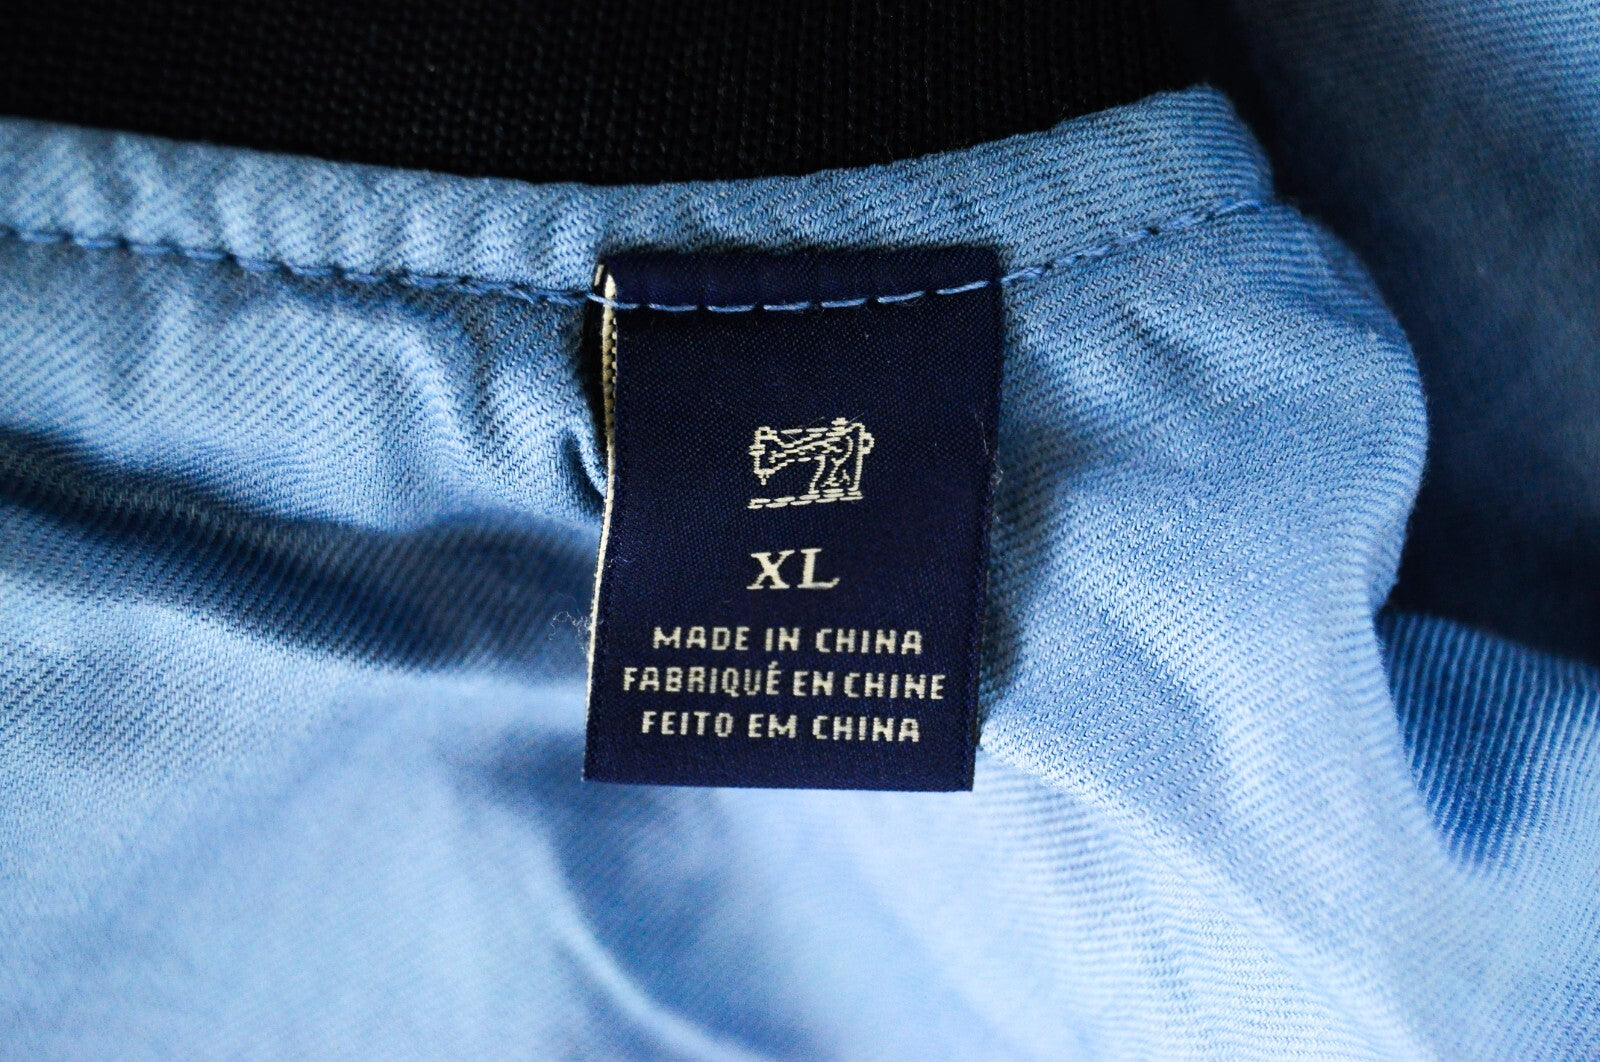 XL
MADE IN CHINA
FABRIQUÉ EN CHINE
FEITO EM CHINA